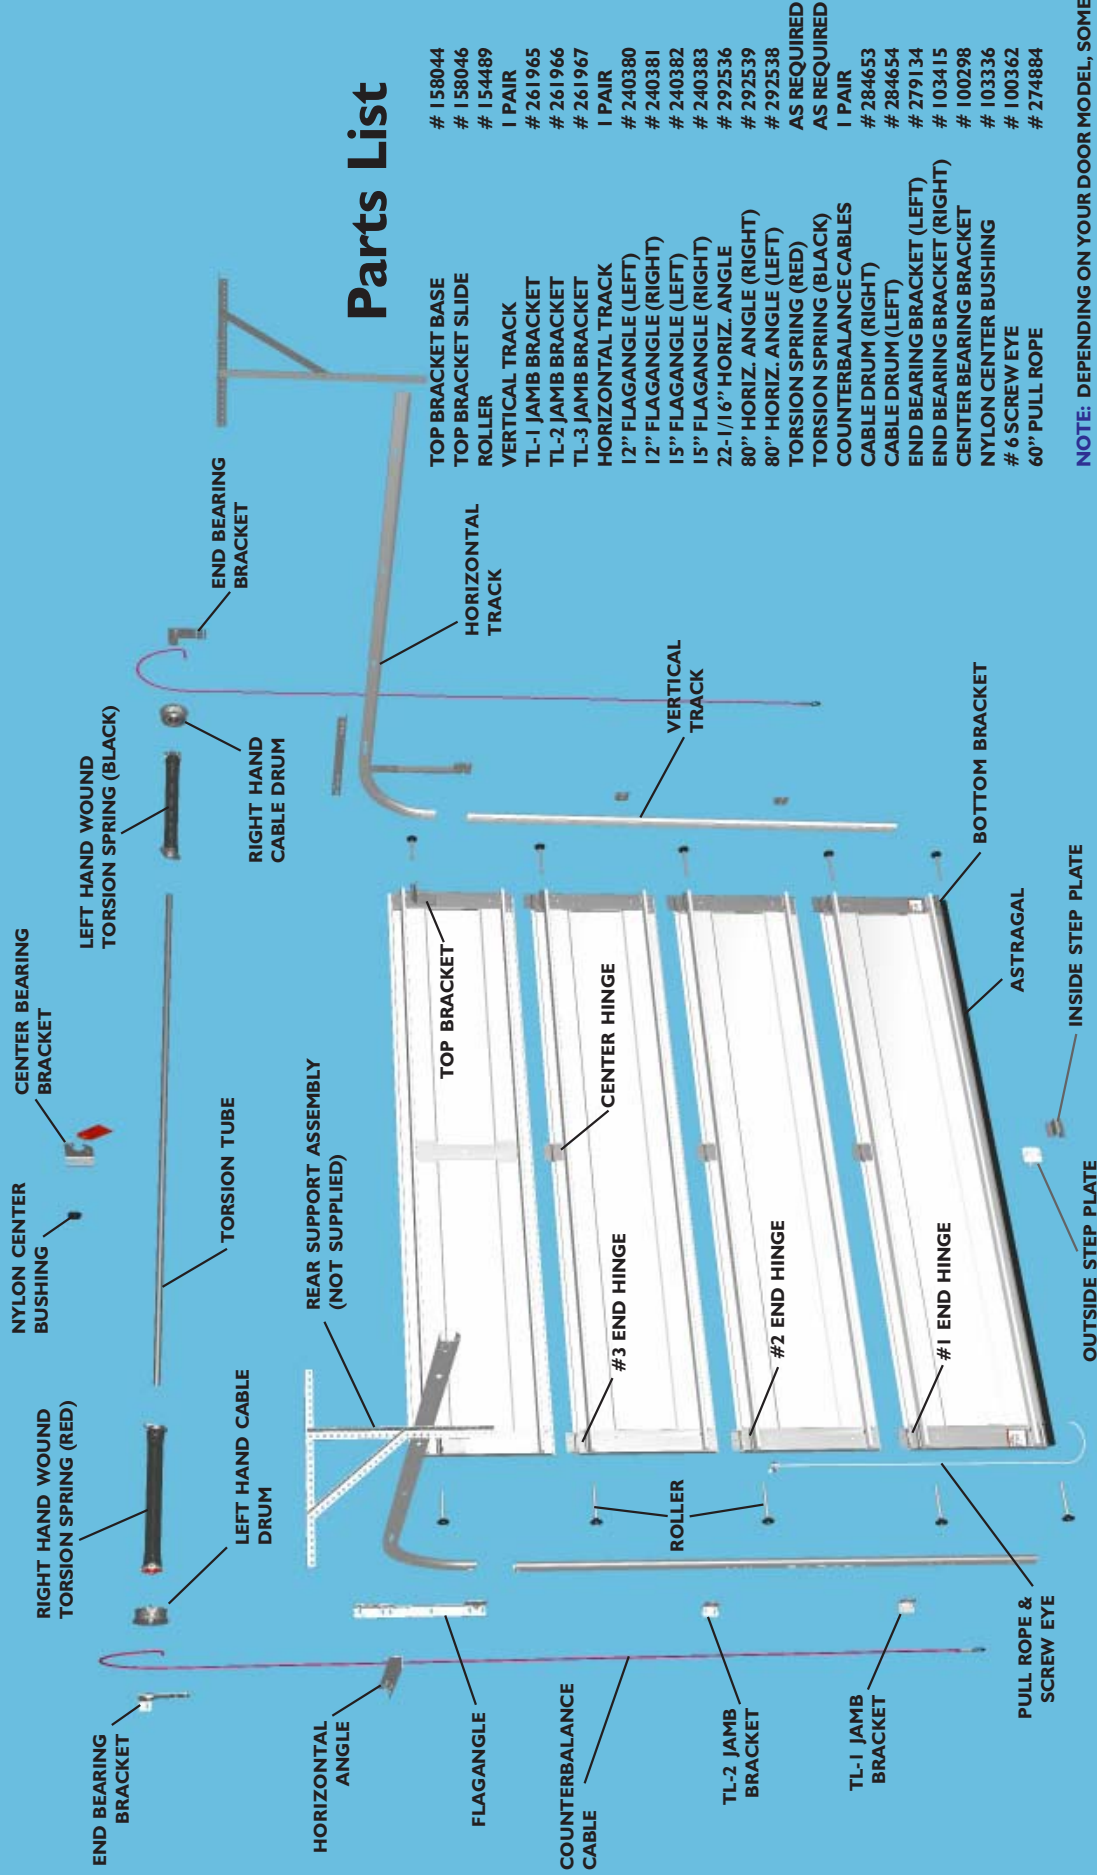 NYLON CENTER
BUSHING
CENTER BEARING
BRACKET
RIGHT HAND WOUND
TORSION SPRING (RED)
LEFT HAND WOUND
TORSION SPRING (BLACK)
END BEARING
BRACKET
TORSION TUBE
END BEARING
BRACKET
LEFT HAND CABLE
DRUM
RIGHT HAND
CABLE DRUM
REAR SUPPORT ASSEMBLY
(NOT SUPPLIED)
HORIZONTAL
ANGLE
HORIZONTAL
TRACK
TOP BRACKET
FLAGANGLE
COUNTERBALANCE
CABLE
CENTER HINGE
#3 END HINGE
ROLLER
VERTICAL
TRACK
TL-2 JAMB
BRACKET
#2 END HINGE
TL-1 JAMB
BRACKET
#1 END HINGE
BOTTOM BRACKET
ASTRAGAL
PULL ROPE &
SCREW EYE
INSIDE STEP PLATE
OUTSIDE STEP PLATE
Parts List
TOP BRACKET BASE # 158044
TOP BRACKET SLIDE # 158046
ROLLER # 154489
VERTICAL TRACK 1 PAIR
TL-1 JAMB BRACKET # 261965
TL-2 JAMB BRACKET # 261966
TL-3 JAMB BRACKET # 261967
HORIZONTAL TRACK 1 PAIR
12” FLAGANGLE (LEFT) # 240380
12” FLAGANGLE (RIGHT) # 240381
15” FLAGANGLE (LEFT) # 240382
15” FLAGANGLE (RIGHT) # 240383
22-1/16” HORIZ. ANGLE # 292536
80” HORIZ. ANGLE (RIGHT) # 292539
80” HORIZ. ANGLE (LEFT) # 292538
TORSION SPRING (RED) AS REQUIRED
TORSION SPRING (BLACK) AS REQUIRED
COUNTERBALANCE CABLES 1 PAIR
CABLE DRUM (RIGHT) # 284653
CABLE DRUM (LEFT) # 284654
END BEARING BRACKET (LEFT) # 279134
END BEARING BRACKET (RIGHT) # 103415
CENTER BEARING BRACKET # 100298
NYLON CENTER BUSHING # 103336
# 6 SCREW EYE # 100362
60” PULL ROPE # 274884
NOTE: DEPENDING ON YOUR DOOR MODEL, SOME